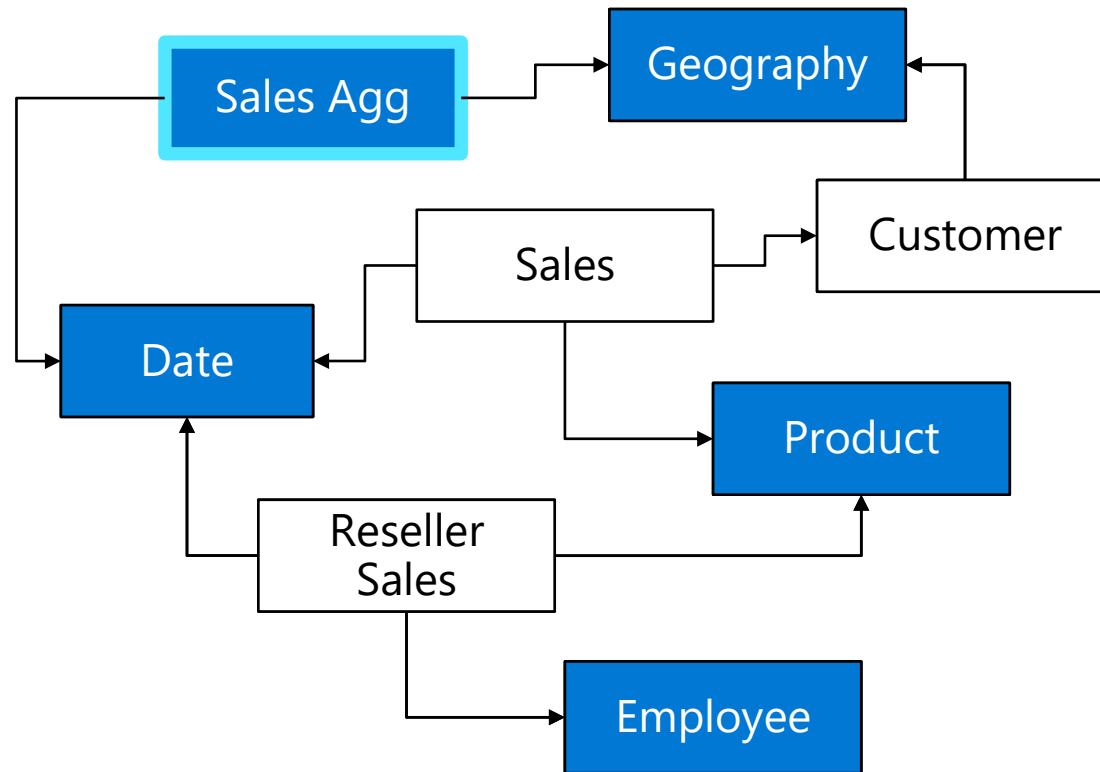 Sales Agg
Geography
Customer
Sales
Date
Product
Reseller
Sales
Employee